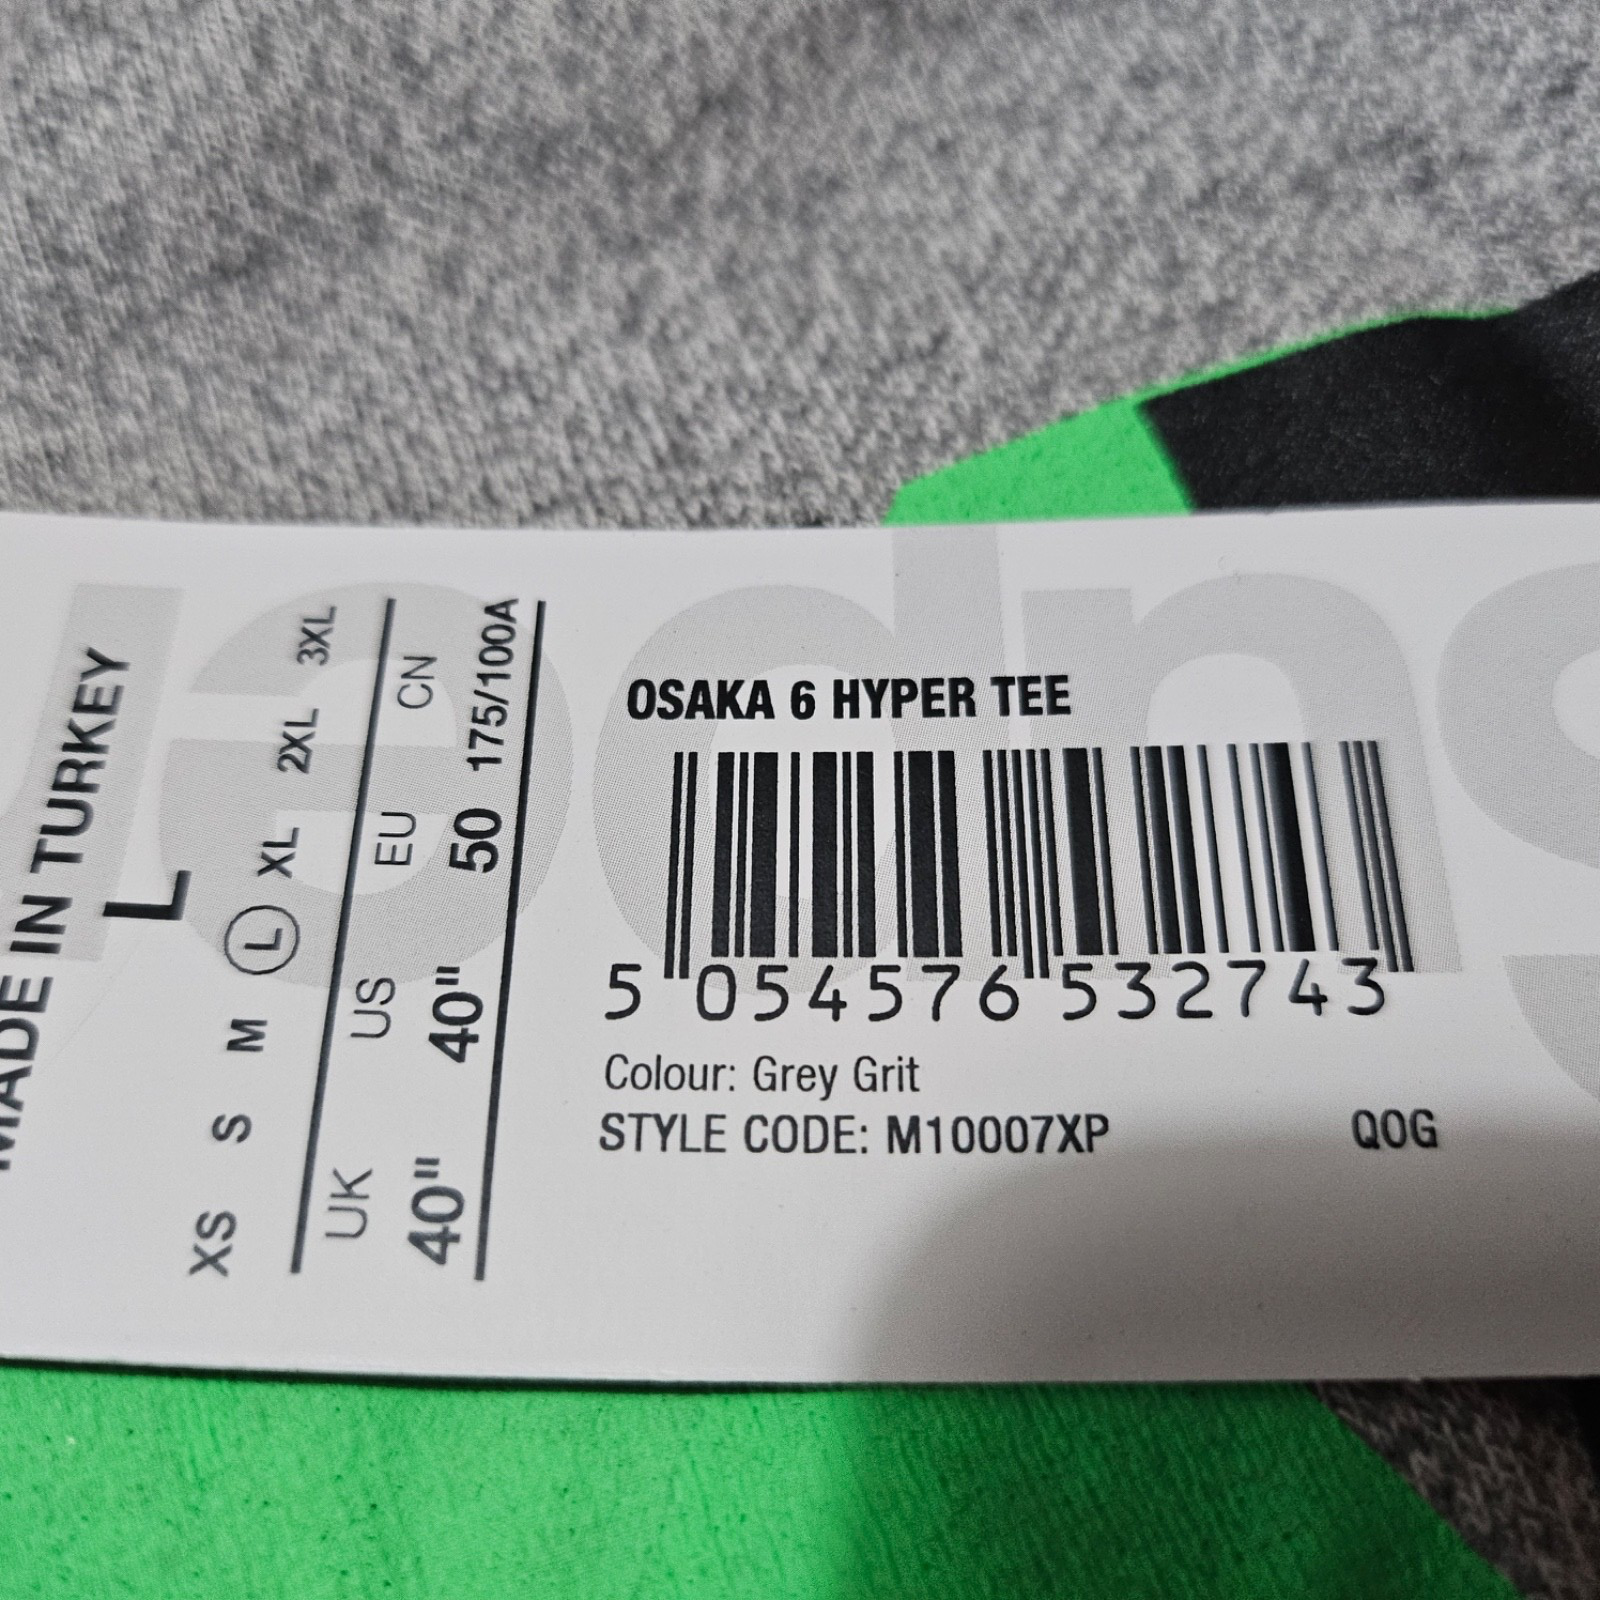 MADE IN TURKEY
L
XS S M L XL 2XL 3XL
UK US EU CN
40" 40" 50 175/100A
OSAKA 6 HYPER TEE
5 054576 532743
Colour: Grey Grit
STYLE CODE: M10007XP QOG